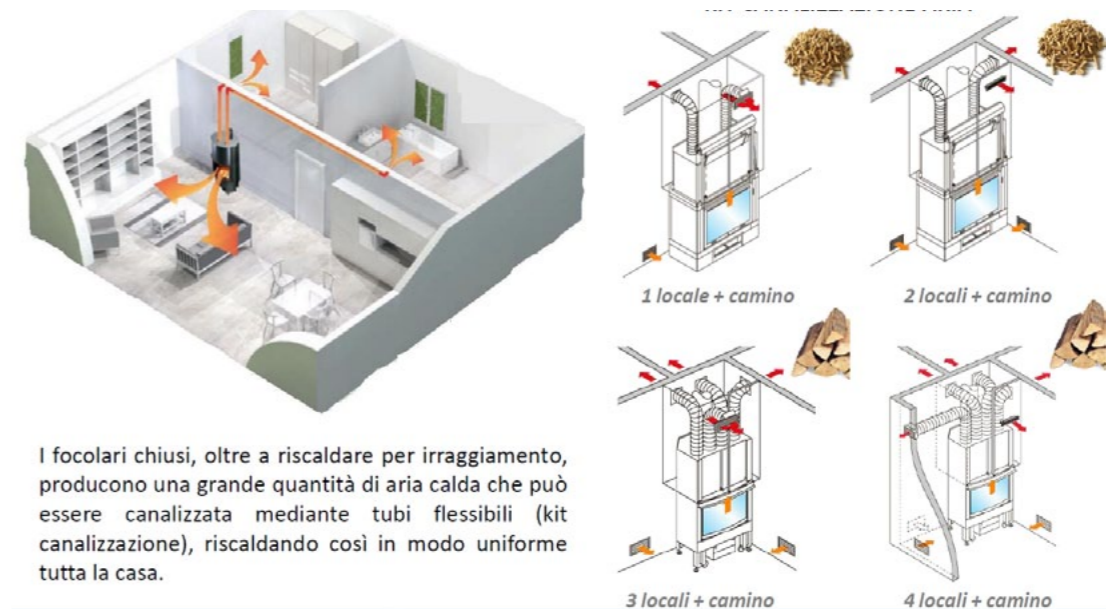 I focolari chiusi, oltre a riscaldare per irraggiamento,
producono una grande quantità di aria calda che può
essere canalizzata mediante tubi flessibili (kit
canalizzazione), riscaldando così in modo uniforme
tutta la casa.
1 locale + camino
2 locali + camino
3 locali + camino
4 locali + camino